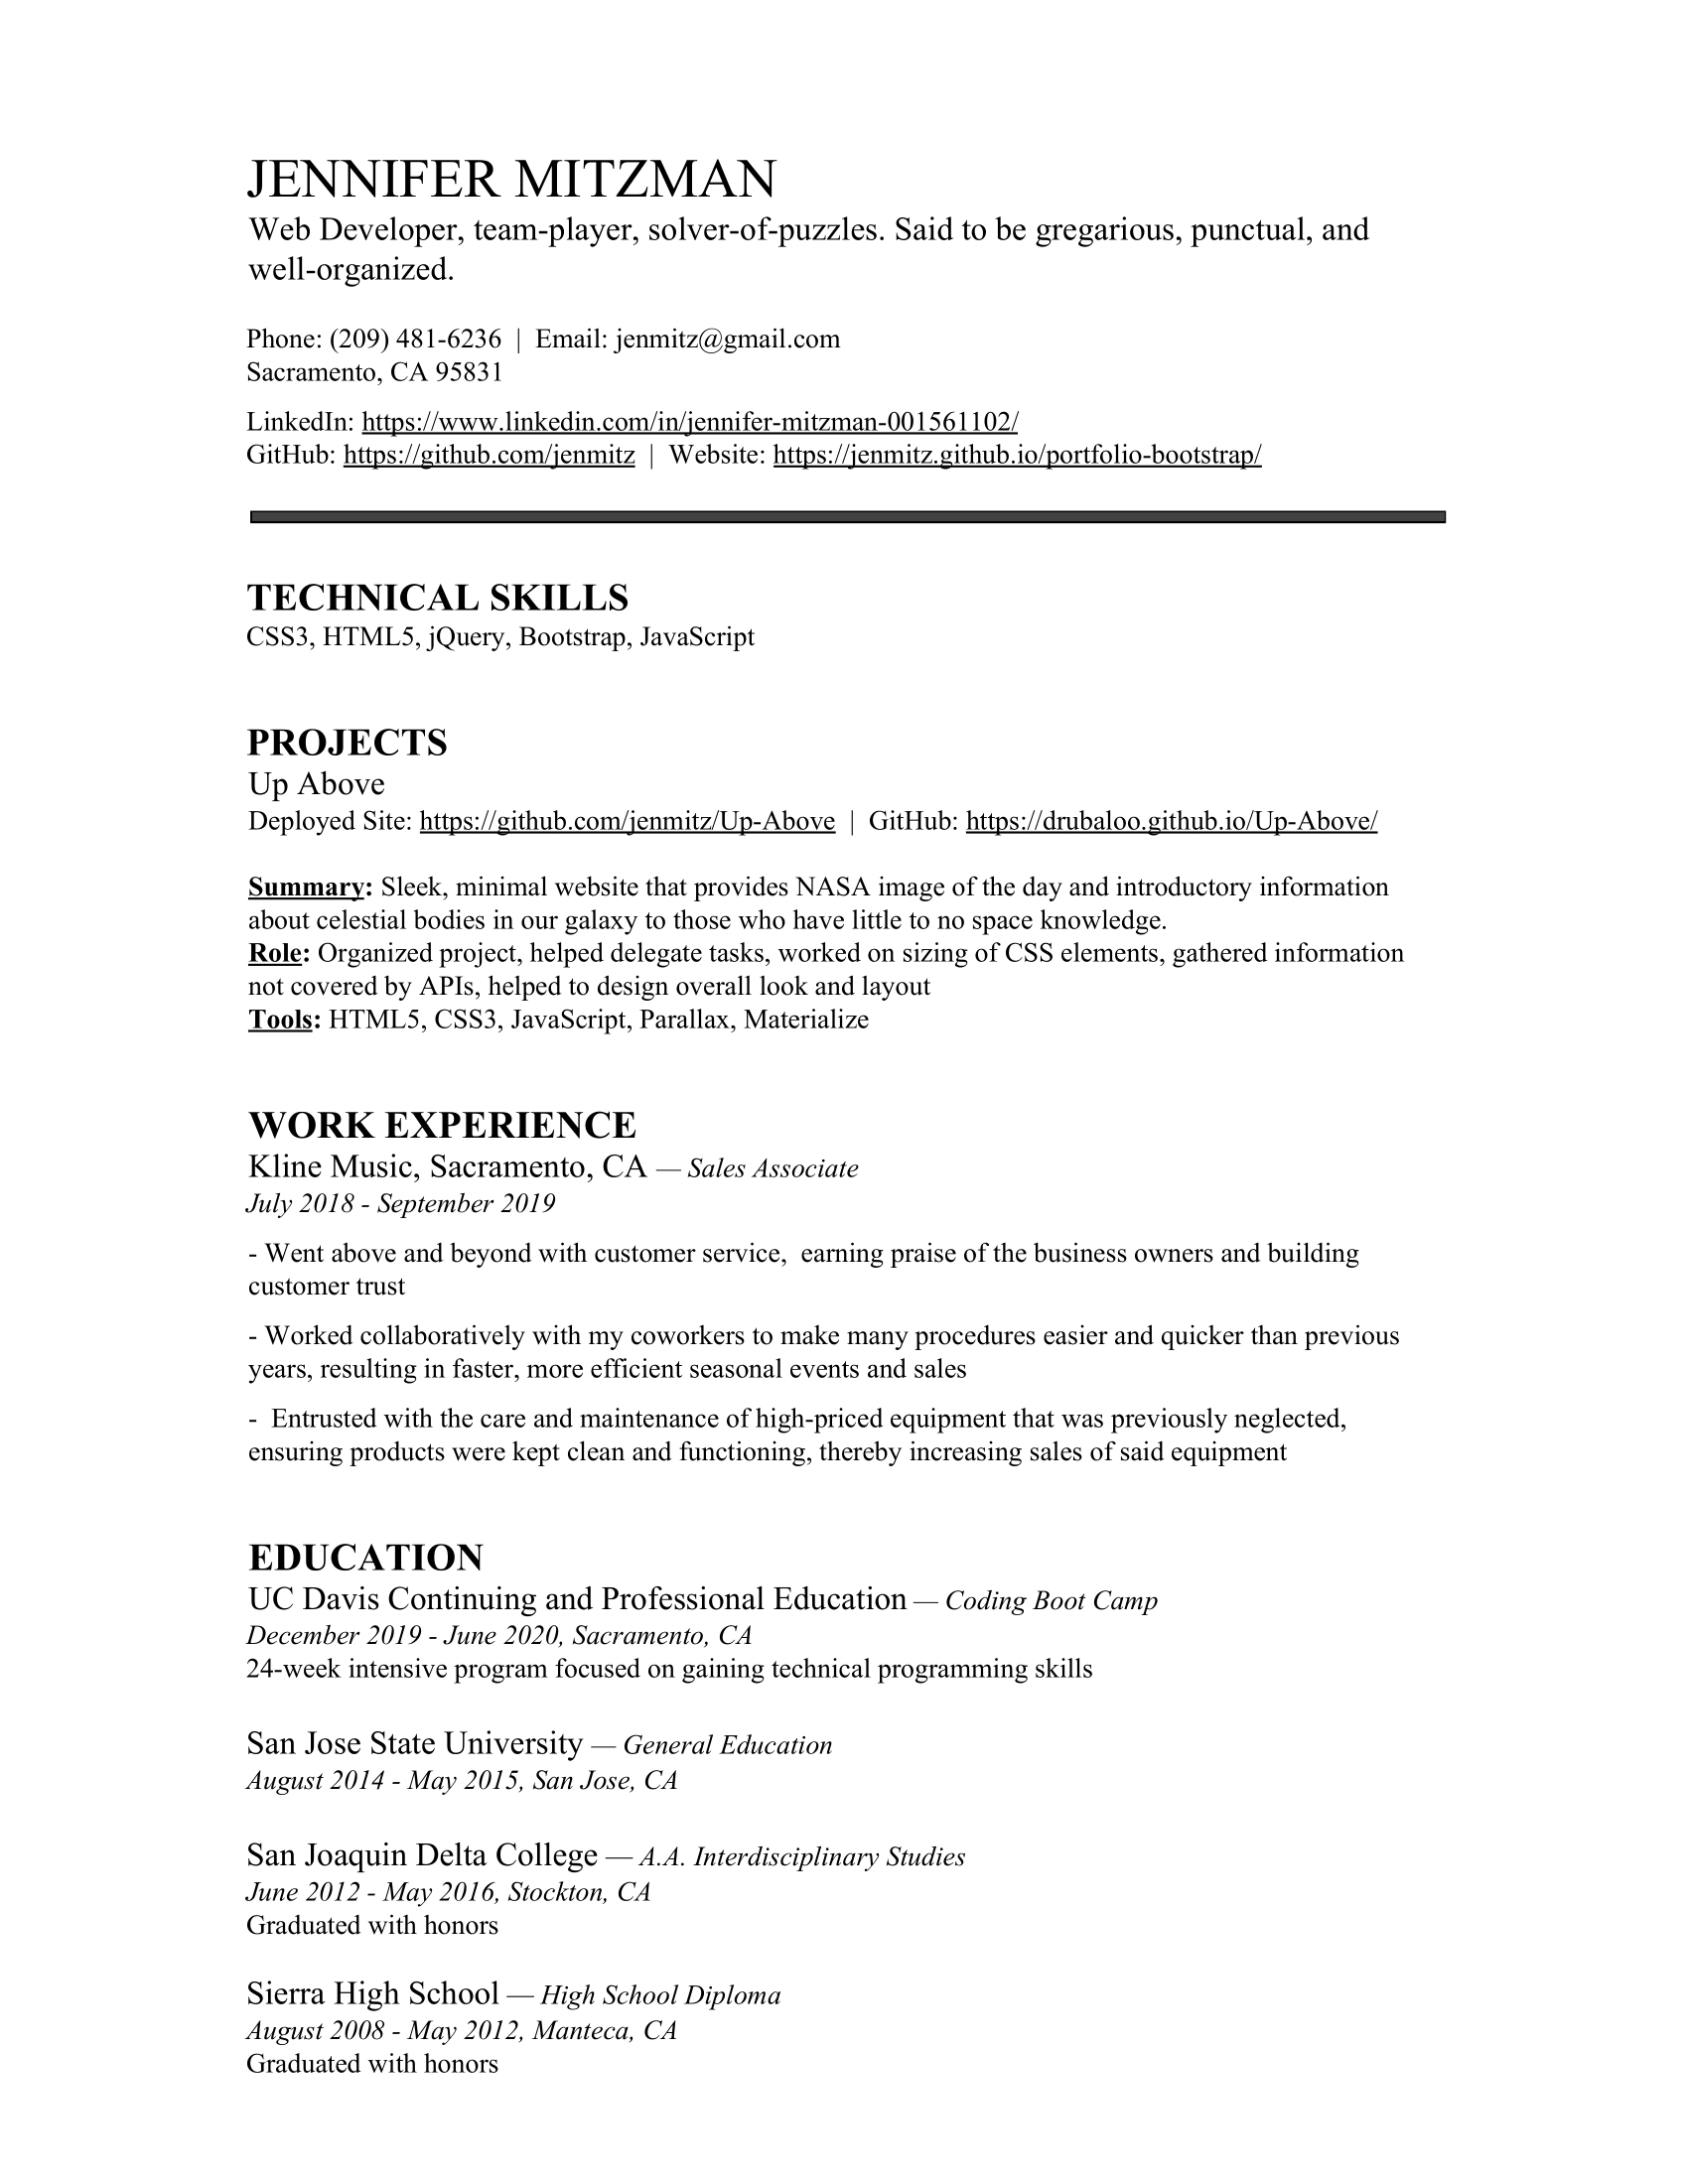 JENNIFER MITZMAN
Web Developer, team-player, solver-of-puzzles. Said to be gregarious, punctual, and
well-organized.
Phone: (209) 481-6236 | Email: jenmitz@gmail.com
Sacramento, CA 95831
LinkedIn: https://www.linkedin.com/in/jennifer-mitzman-001561102/
GitHub: https://github.com/jenmitz | Website: https://jenmitz.github.io/portfolio-bootstrap/
TECHNICAL SKILLS
CSS3, HTML5, jQuery, Bootstrap, JavaScript
PROJECTS
Up Above
Deployed Site: https://github.com/jenmitz/Up-Above | GitHub: https://drubaloo.github.io/Up-Above/
Summary: Sleek, minimal website that provides NASA image of the day and introductory information
about celestial bodies in our galaxy to those who have little to no space knowledge.
Role: Organized project, helped delegate tasks, worked on sizing of CSS elements, gathered information
not covered by APIs, helped to design overall look and layout
Tools: HTML5, CSS3, JavaScript, Parallax, Materialize
WORK EXPERIENCE
Kline Music, Sacramento, CA — Sales Associate
July 2018 - September 2019
- Went above and beyond with customer service,  earning praise of the business owners and building
customer trust
- Worked collaboratively with my coworkers to make many procedures easier and quicker than previous
years, resulting in faster, more efficient seasonal events and sales
-  Entrusted with the care and maintenance of high-priced equipment that was previously neglected,
ensuring products were kept clean and functioning, thereby increasing sales of said equipment
EDUCATION
UC Davis Continuing and Professional Education — Coding Boot Camp
December 2019 - June 2020, Sacramento, CA
24-week intensive program focused on gaining technical programming skills
San Jose State University — General Education
August 2014 - May 2015, San Jose, CA
San Joaquin Delta College — A.A. Interdisciplinary Studies
June 2012 - May 2016, Stockton, CA
Graduated with honors
Sierra High School — High School Diploma
August 2008 - May 2012, Manteca, CA
Graduated with honors